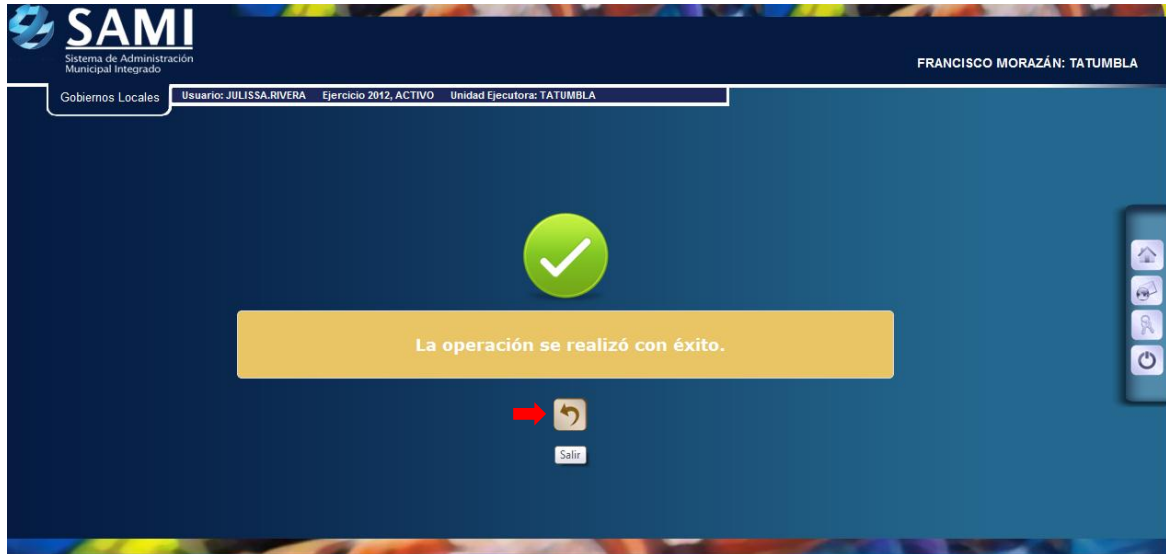 SAMI
Sistema de Administración
Municipal Integrado
FRANCISCO MORAZÁN: TATUMBLA
Gobiernos Locales
Usuario: JULISSA.RIVERA Ejercicio 2012, ACTIVO Unidad Ejecutora: TATUMBLA
La operación se realizó con éxito.
Salir